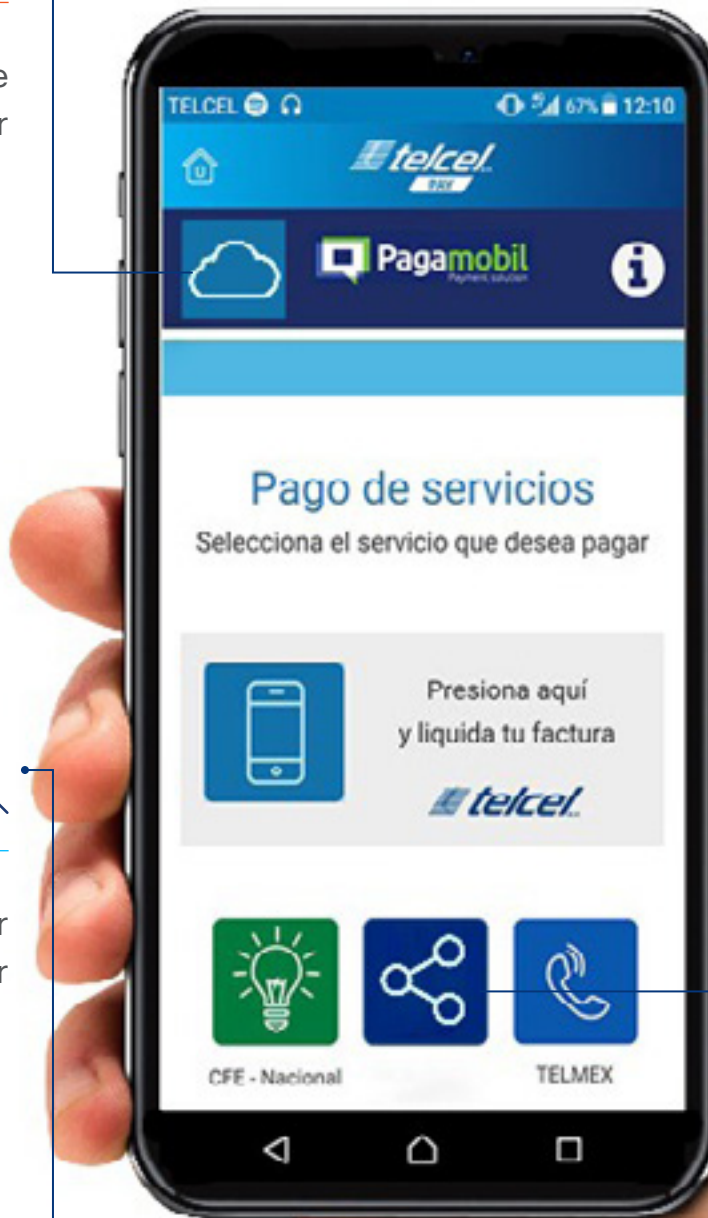 e
r
TELCEL 67% 12:10
telcel
PAY
Pagamobil
Payment solution
Pago de servicios
Selecciona el servicio que desea pagar
Presiona aquí
y liquida tu factura
telcel
r
r
CFE - Nacional TELMEX